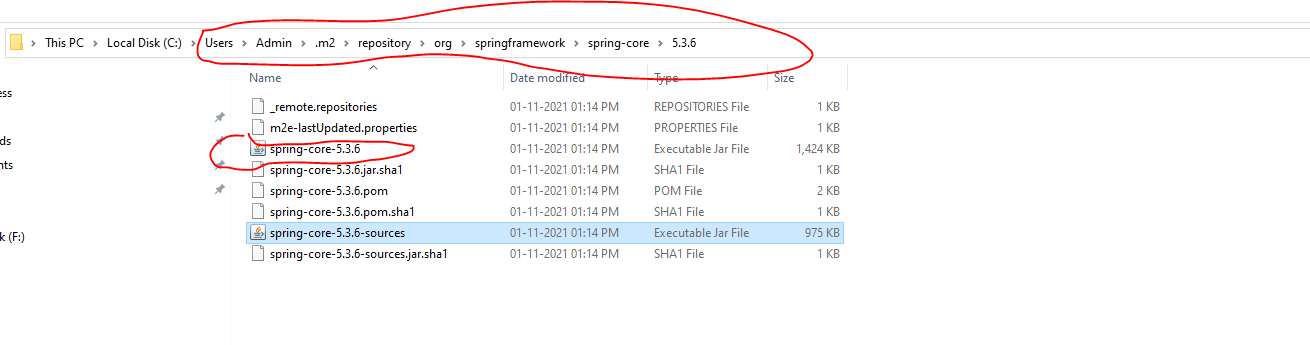 This PC > Local Disk (C:) > Users > Admin > .m2 > repository > org > springframework > spring-core > 5.3.6
Name Date modified Type Size
ess
_remote.repositories 01-11-2021 01:14 PM REPOSITORIES File 1 KB
m2e-lastUpdated.properties 01-11-2021 01:14 PM PROPERTIES File 1 KB
ds
spring-core-5.3.6 01-11-2021 01:14 PM Executable Jar File 1,424 KB
nts
spring-core-5.3.6.jar.sha1 01-11-2021 01:14 PM SHA1 File 1 KB
spring-core-5.3.6.pom 01-11-2021 01:14 PM POM File 2 KB
spring-core-5.3.6.pom.sha1 01-11-2021 01:14 PM SHA1 File 1 KB
k (F:)
spring-core-5.3.6-sources 01-11-2021 01:14 PM Executable Jar File 975 KB
spring-core-5.3.6-sources.jar.sha1 01-11-2021 01:14 PM SHA1 File 1 KB